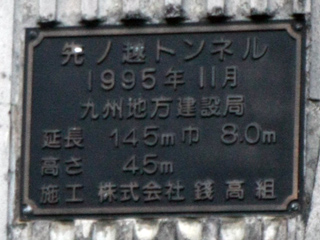 先ノ越トンネル
1995年11月
九州地方建設局
延長 145m 巾 8.0m
高さ 4.5m
施工 株式会社 銭高組